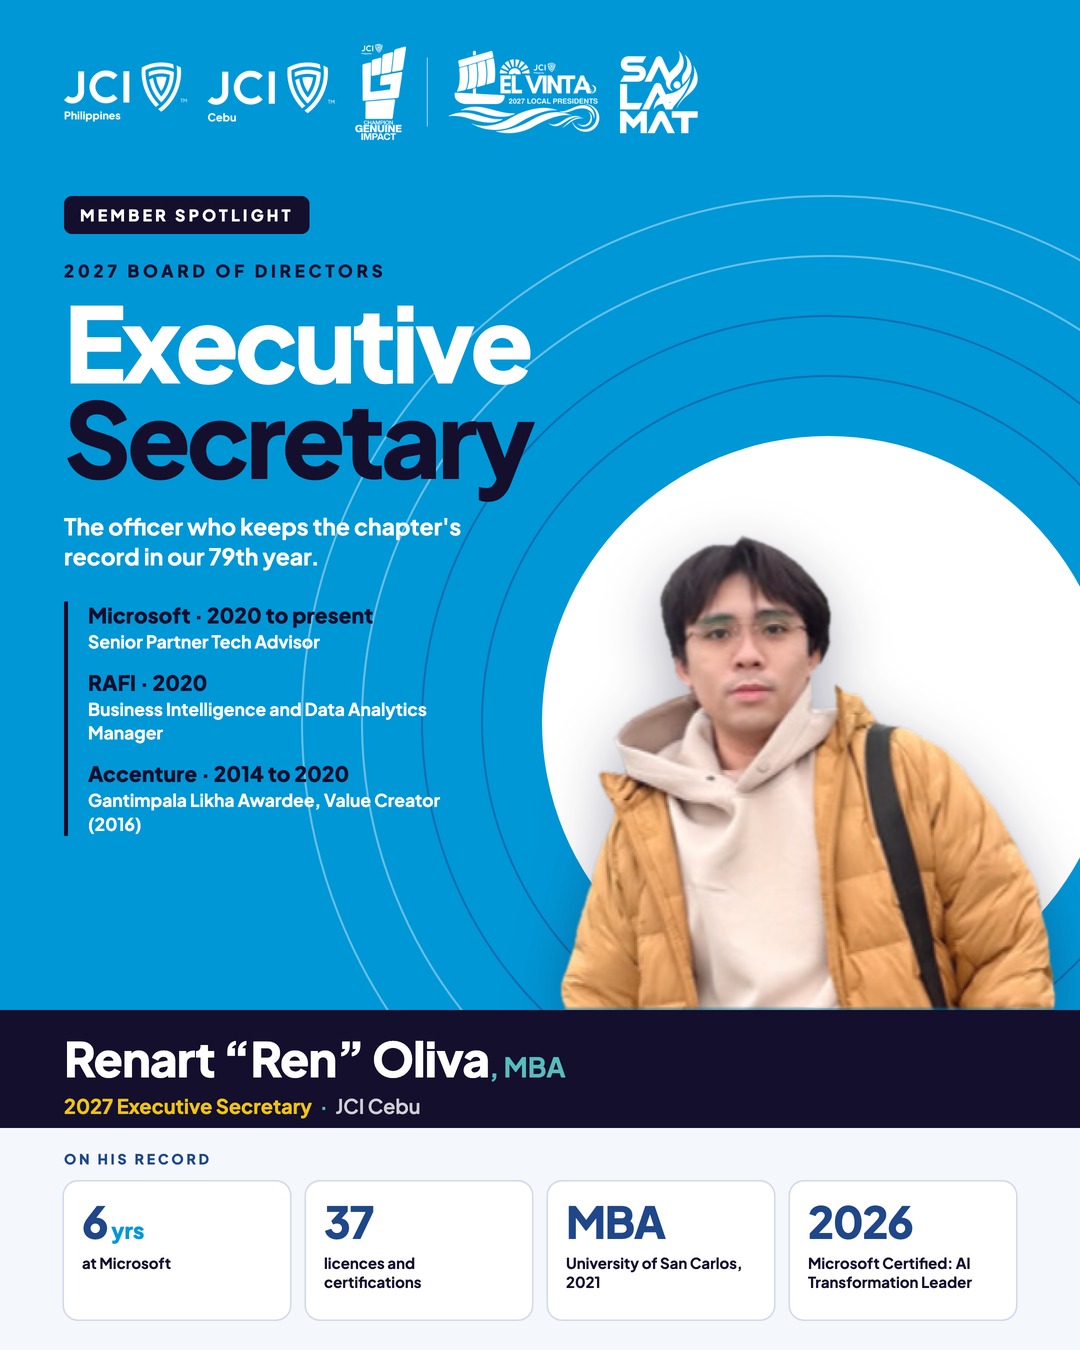 JCI
Philippines
JCI
Cebu
JCI
CHAMPION
GENUINE
IMPACT
JCI
EL VINTA
2027 LOCAL PRESIDENTS
SALAMAT
MEMBER SPOTLIGHT
2027 BOARD OF DIRECTORS
Executive
Secretary
The officer who keeps the chapter's
record in our 79th year.
Microsoft · 2020 to present
Senior Partner Tech Advisor
RAFI · 2020
Business Intelligence and Data Analytics
Manager
Accenture · 2014 to 2020
Gantimpala Likha Awardee, Value Creator
(2016)
Renart “Ren” Oliva, MBA
2027 Executive Secretary · JCI Cebu
ON HIS RECORD
6 yrs
at Microsoft
37
licences and
certifications
MBA
University of San Carlos,
2021
2026
Microsoft Certified: AI
Transformation Leader